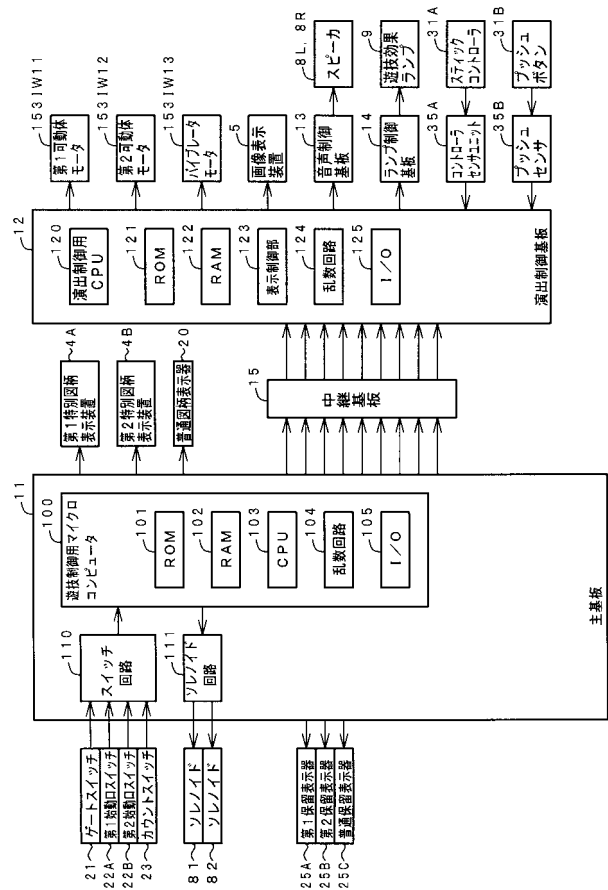 21
ゲートスイッチ
22A
第1始動口スイッチ
22B
第2始動口スイッチ
23
カウントスイッチ
81
ソレノイド
82
ソレノイド
25A
第1保留表示器
25B
第2保留表示器
25C
普通保留表示器
11
主基板
110
スイッチ
回路
111
ソレノイド
回路
100
遊技制御用マイクロ
コンピュータ
101
ROM
102
RAM
103
CPU
104
乱数回路
105
I/O
4A
第1特別図柄
表示装置
4B
第2特別図柄
表示装置
20
普通図柄表示器
15
中継
基板
12
演出制御基板
120
演出制御用
CPU
121
ROM
122
RAM
123
表示制御部
124
乱数回路
125
I/O
153IW11
第1可動体
モータ
153IW12
第2可動体
モータ
153IW13
バイブレータ
モータ
5
画像表示
装置
13
音声制御
基板
8L、8R
スピーカ
14
ランプ制御
基板
9
遊技効果
ランプ
35A
コントローラ
センサユニット
31A
スティック
コントローラ
35B
プッシュ
センサ
31B
プッシュ
ボタン